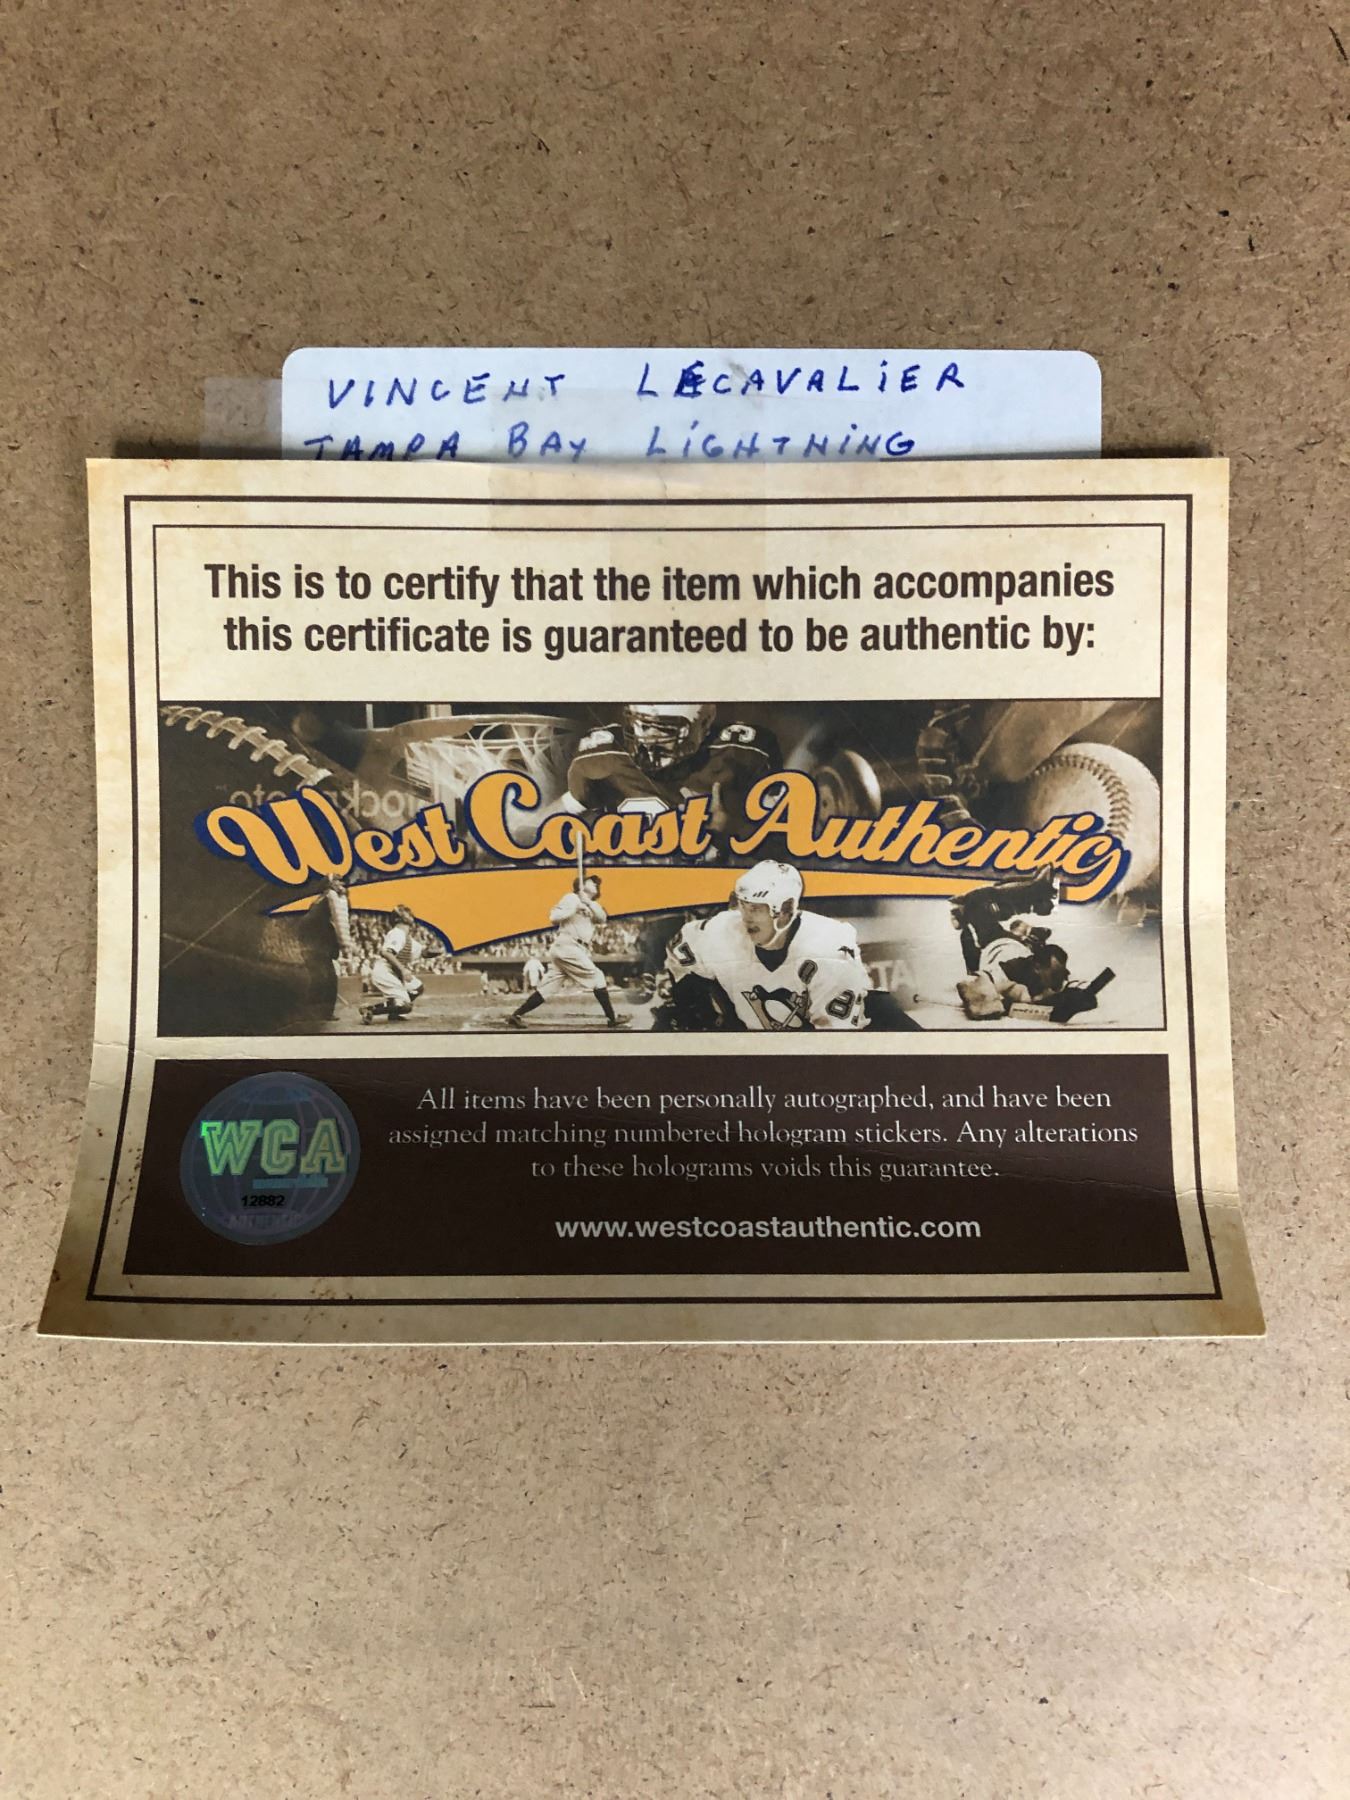 VINCENT LECAVALiER
TAMPA BAY LiGHTNiNG
This is to certify that the item which accompanies
this certificate is guaranteed to be authentic by:
West Coast Authentic
87
WCA
12882
All items have been personally autographed, and have been
assigned matching numbered hologram stickers. Any alterations
to these holograms voids this guarantee.
www.westcoastauthentic.com